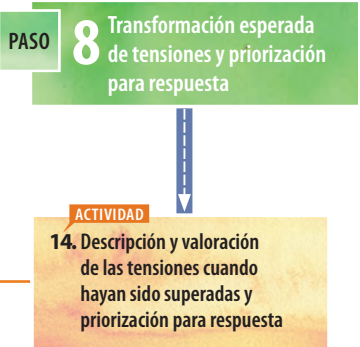 PASO 8
Transformación esperada
de tensiones y priorización
para respuesta
ACTIVIDAD
14. Descripción y valoración
de las tensiones cuando
hayan sido superadas y
priorización para respuesta